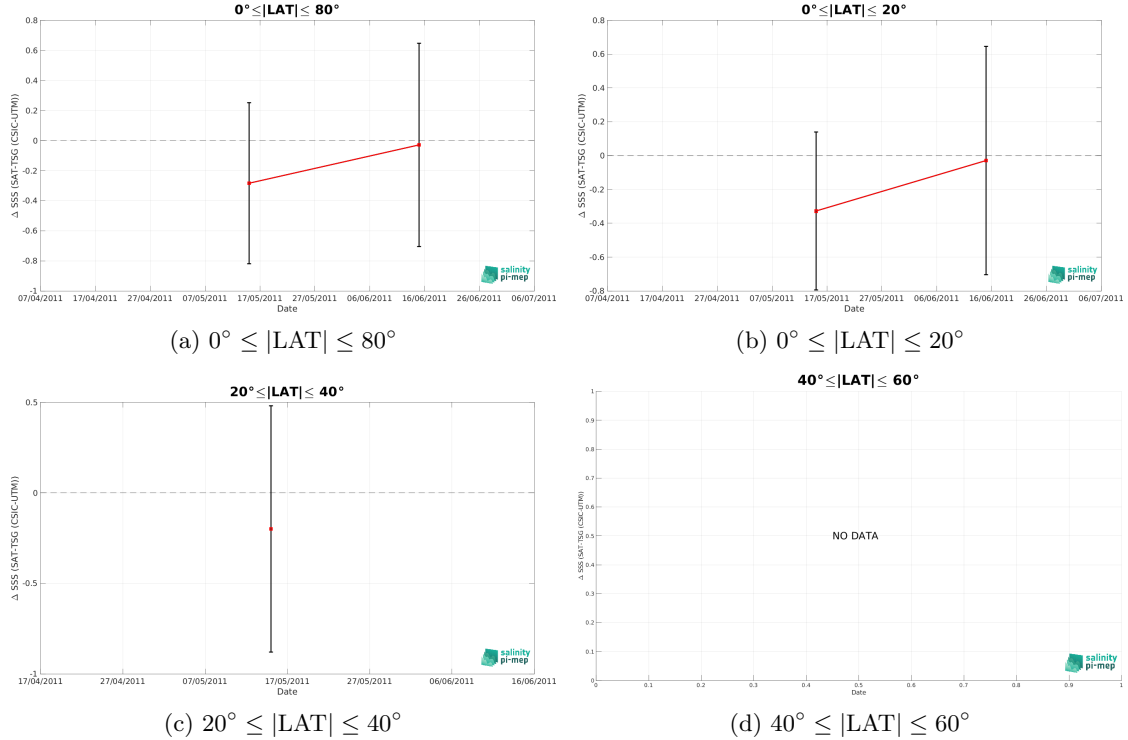 0°≤|LAT|≤ 80°
0.8
0.6
0.4
0.2
0
-0.2
-0.4
-0.6
-0.8
-1
Δ SSS (SAT-TSG (CSIC-UTM))
07/04/2011 17/04/2011 27/04/2011 07/05/2011 17/05/2011 27/05/2011 06/06/2011 16/06/2011 26/06/2011 06/07/2011
Date
salinity
pi-mep
(a) 0° ≤ |LAT| ≤ 80°
0°≤|LAT|≤ 20°
0.8
0.6
0.4
0.2
0
-0.2
-0.4
-0.6
-0.8
Δ SSS (SAT-TSG (CSIC-UTM))
07/04/2011 17/04/2011 27/04/2011 07/05/2011 17/05/2011 27/05/2011 06/06/2011 16/06/2011 26/06/2011 06/07/2011
Date
salinity
pi-mep
(b) 0° ≤ |LAT| ≤ 20°
20°≤|LAT|≤ 40°
0.5
0
-0.5
-1
Δ SSS (SAT-TSG (CSIC-UTM))
17/04/2011 27/04/2011 07/05/2011 17/05/2011 27/05/2011 06/06/2011 16/06/2011
Date
salinity
pi-mep
(c) 20° ≤ |LAT| ≤ 40°
40°≤|LAT|≤ 60°
1
0.9
0.8
0.7
0.6
0.5
0.4
0.3
0.2
0.1
0
Δ SSS (SAT-TSG (CSIC-UTM))
NO DATA
0 0.1 0.2 0.3 0.4 0.5 0.6 0.7 0.8 0.9 1
Date
salinity
pi-mep
(d) 40° ≤ |LAT| ≤ 60°